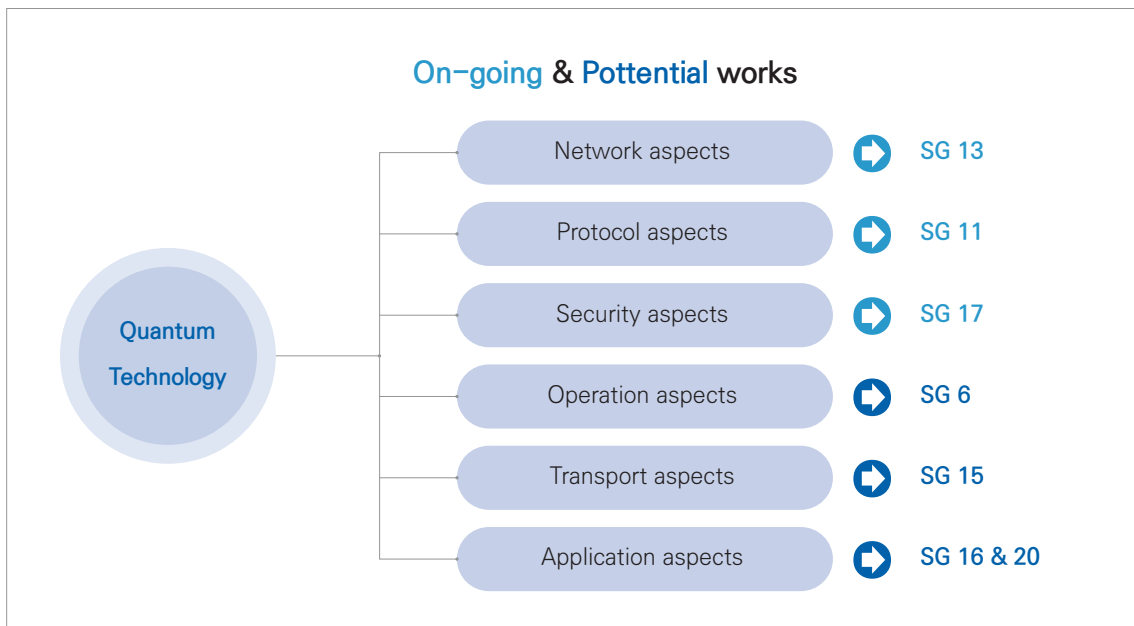 On-going & Pottential works
Network aspects
SG 13
Protocol aspects
SG 11
Security aspects
SG 17
Quantum
Technology
Operation aspects
SG 6
Transport aspects
SG 15
Application aspects
SG 16 & 20